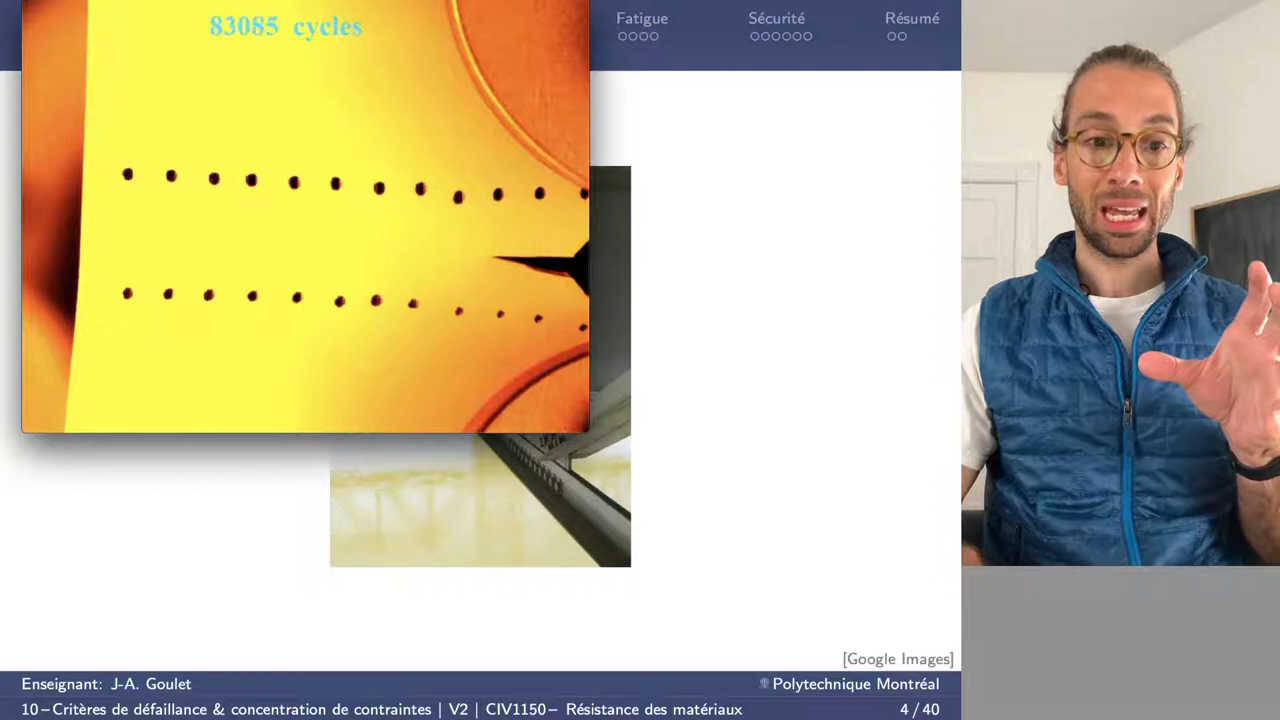 83085 cycles
Fatigue
Sécurité
Résumé
[Google Images]
Enseignant: J-A. Goulet
Polytechnique Montréal
10 – Critères de défaillance & concentration de contraintes | V2 | CIV1150 – Résistance des matériaux
4 / 40